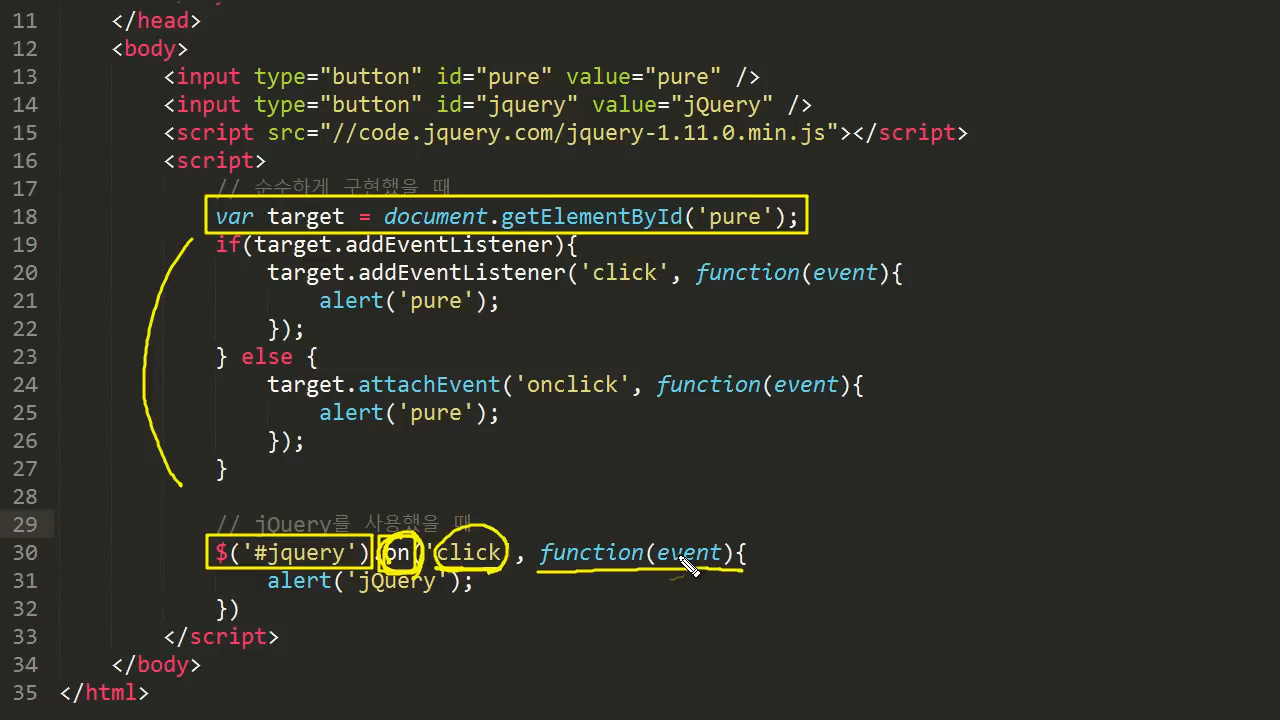 11 </head>
12 <body>
13 <input type="button" id="pure" value="pure" />
14 <input type="button" id="jquery" value="jQuery" />
15 <script src="//code.jquery.com/jquery-1.11.0.min.js"></script>
16 <script>
17 // 순수하게 구현했을 때
18 var target = document.getElementById('pure');
19 if(target.addEventListener){
20 target.addEventListener('click', function(event){
21 alert('pure');
22 });
23 } else {
24 target.attachEvent('onclick', function(event){
25 alert('pure');
26 });
27 }
28
29 // jQuery를 사용했을 때
30 $('#jquery').on('click', function(event){
31 alert('jQuery');
32 })
33 </script>
34 </body>
35 </html>